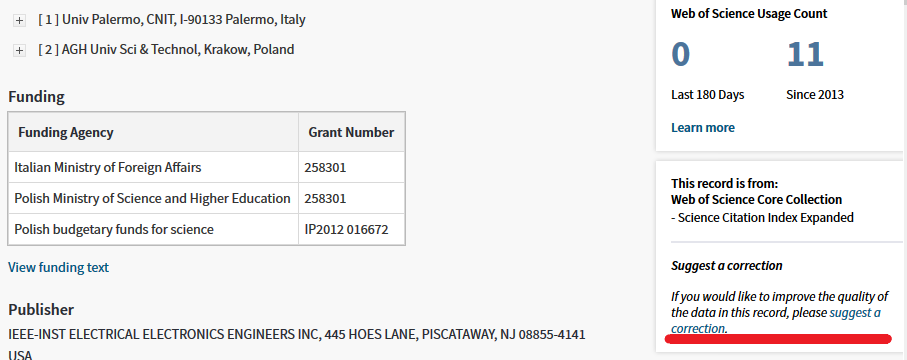 [ 1 ] Univ Palermo, CNIT, I-90133 Palermo, Italy
[ 2 ] AGH Univ Sci & Technol, Krakow, Poland
Funding
Funding Agency Grant Number
Italian Ministry of Foreign Affairs 258301
Polish Ministry of Science and Higher Education 258301
Polish budgetary funds for science IP2012 016672
View funding text
Publisher
IEEE-INST ELECTRICAL ELECTRONICS ENGINEERS INC, 445 HOES LANE, PISCATAWAY, NJ 08855-4141
USA
Web of Science Usage Count
0 11
Last 180 Days Since 2013
Learn more
This record is from:
Web of Science Core Collection
- Science Citation Index Expanded
Suggest a correction
If you would like to improve the quality of
the data in this record, please suggest a
correction.